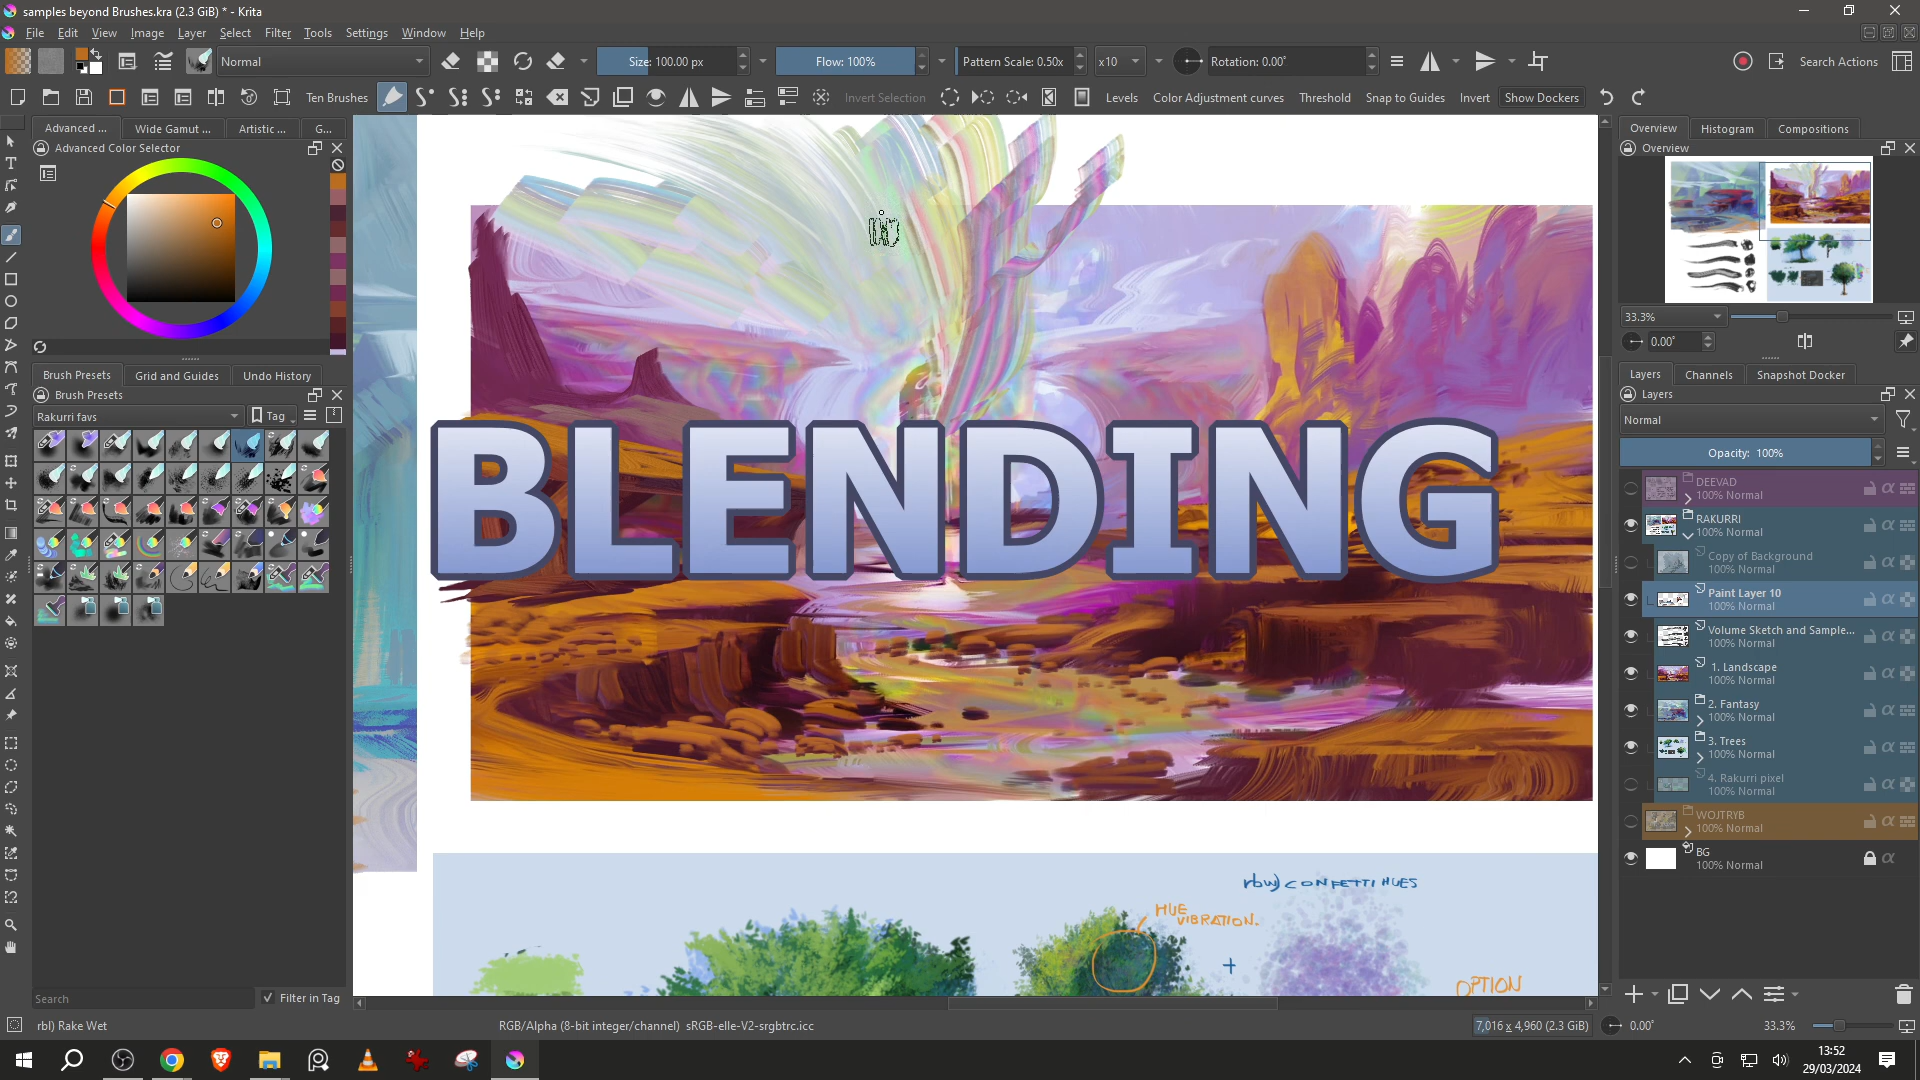 samples beyond Brushes.kra (2.3 GiB) * - Krita
File Edit View Image Layer Select Filter Tools Settings Window Help
Normal Size: 100.00 px Flow: 100% Pattern Scale: 0.50x x10 Rotation: 0.00° Search Actions
Ten Brushes Invert Selection Levels Color Adjustment curves Threshold Snap to Guides Invert Show Dockers
Advanced ... Wide Gamut ... Artistic ... G...
Advanced Color Selector
Brush Presets Grid and Guides Undo History
Brush Presets
Rakurri favs Tag
Search Filter in Tag
BLENDING
rbw) CONFETTI HUES
HUE
VIBRATION.
+
OPTION
Overview Histogram Compositions
Overview
33.3%
0.00°
Layers Channels Snapshot Docker
Layers
Normal
Opacity: 100%
DEEVAD
100% Normal
RAKURRI
100% Normal
Copy of Background
100% Normal
Paint Layer 10
100% Normal
Volume Sketch and Sample...
100% Normal
1. Landscape
100% Normal
2. Fantasy
100% Normal
3. Trees
100% Normal
4. Rakurri pixel
100% Normal
WOJTRYB
100% Normal
BG
100% Normal
rbl) Rake Wet RGB/Alpha (8-bit integer/channel) sRGB-elle-V2-srgbtrc.icc 7,016 x 4,960 (2.3 GiB) 0.00° 33.3%
13:52
29/03/2024